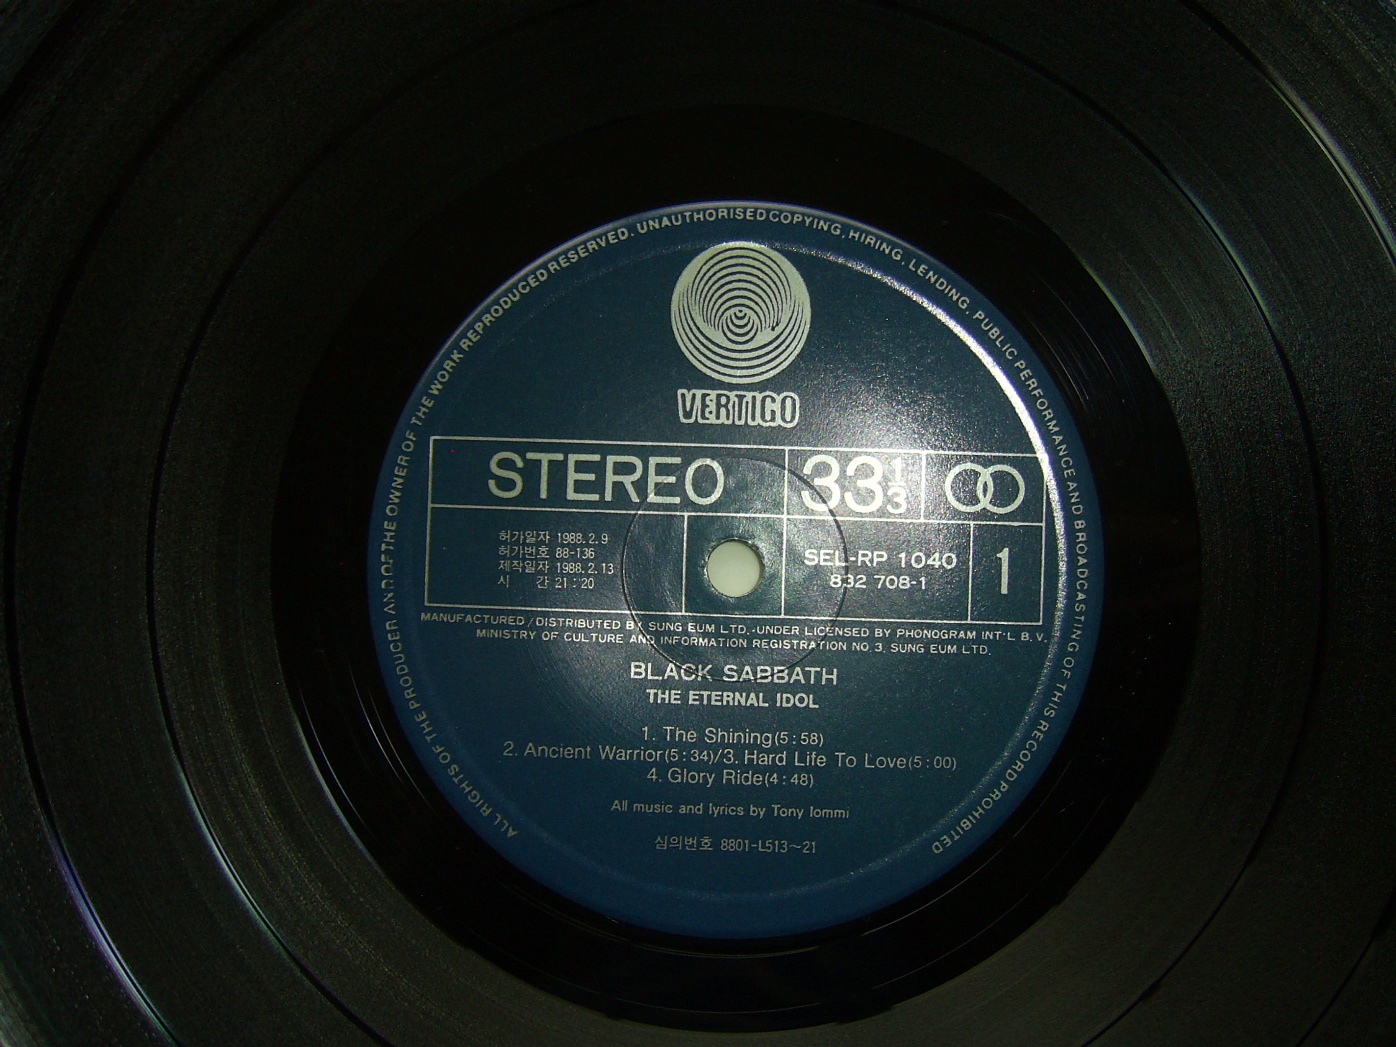 ALL RIGHTS OF THE PRODUCER AND OF THE OWNER OF THE WORK REPRODUCED RESERVED. UNAUTHORISED COPYING, HIRING, LENDING, PUBLIC PERFORMANCE AND BROADCASTING OF THIS RECORD PROHIBITED
VERTIGO
STEREO 33 1/3
허가일자 1988.2.9
허가번호 88-136
제작일자 1988.2.13
시 간 21:20
SEL-RP 1040
832 708-1
1
MANUFACTURED/DISTRIBUTED BY SUNG EUM LTD.-UNDER LICENSED BY PHONOGRAM INT'L B.V.
MINISTRY OF CULTURE AND INFORMATION REGISTRATION NO. 3. SUNG EUM LTD.
BLACK SABBATH
THE ETERNAL IDOL
1. The Shining(5:58)
2. Ancient Warrior(5:34)/3. Hard Life To Love(5:00)
4. Glory Ride(4:48)
All music and lyrics by Tony Iommi
심의번호 8801-L513~21